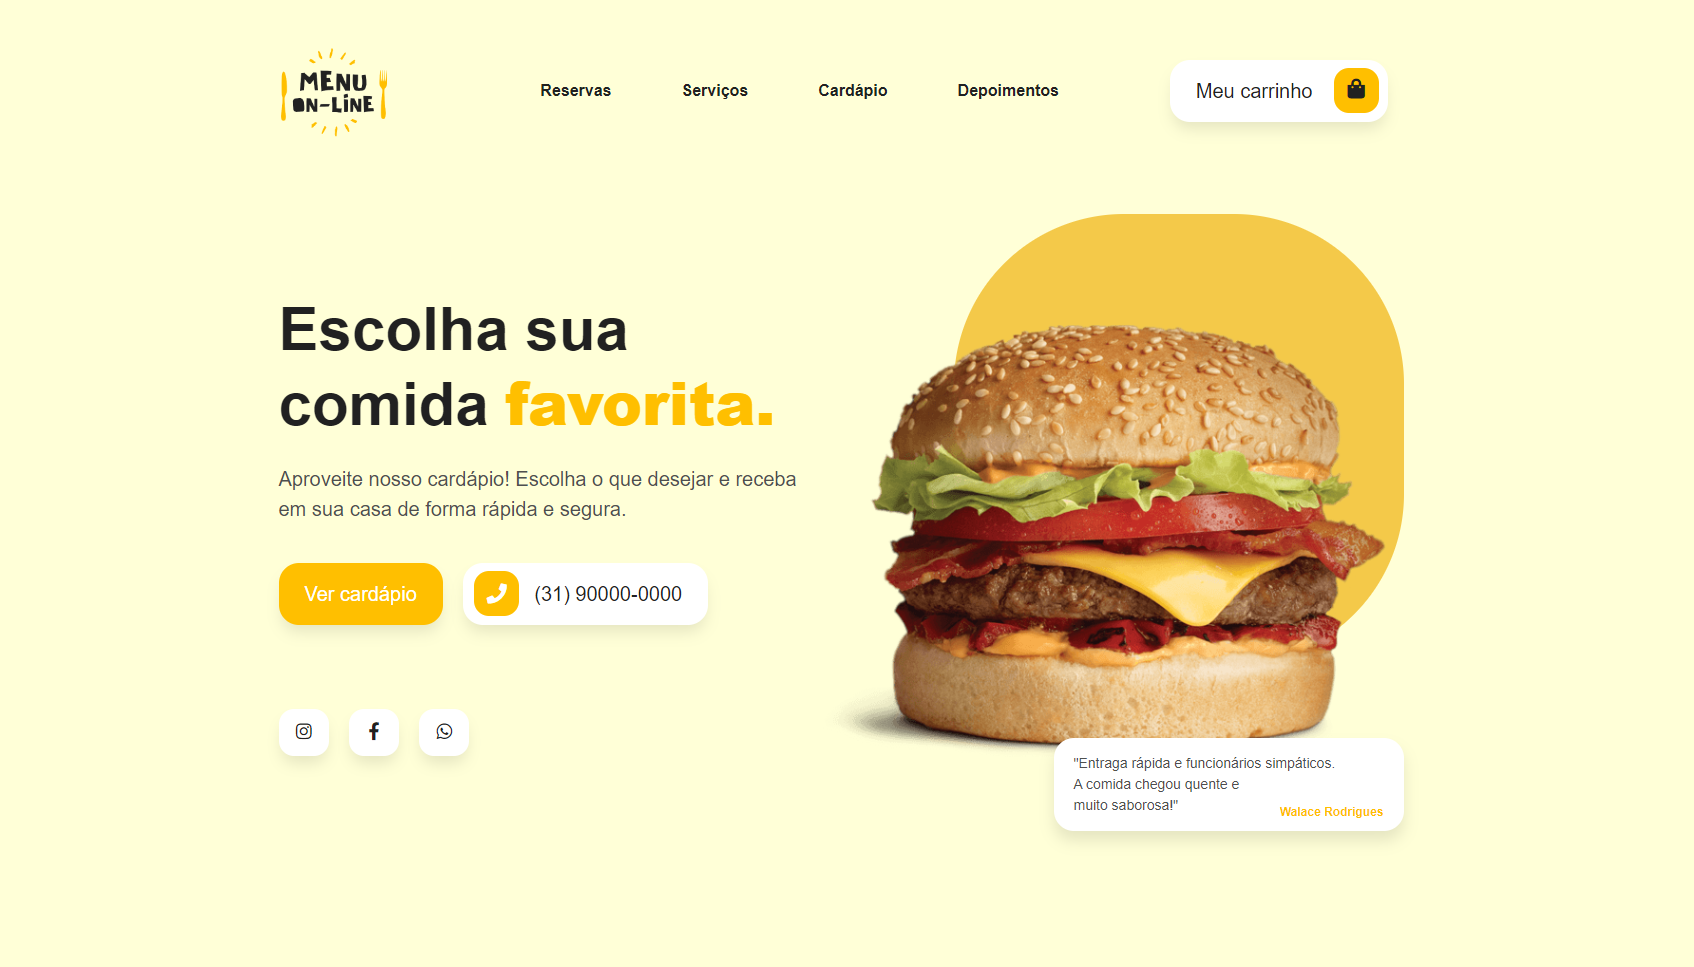 MENU
ON-LINE
Reservas
Serviços
Cardápio
Depoimentos
Meu carrinho
Escolha sua
comida favorita.
Aproveite nosso cardápio! Escolha o que desejar e receba
em sua casa de forma rápida e segura.
Ver cardápio
(31) 90000-0000
"Entraga rápida e funcionários simpáticos.
A comida chegou quente e
muito saborosa!"
Walace Rodrigues